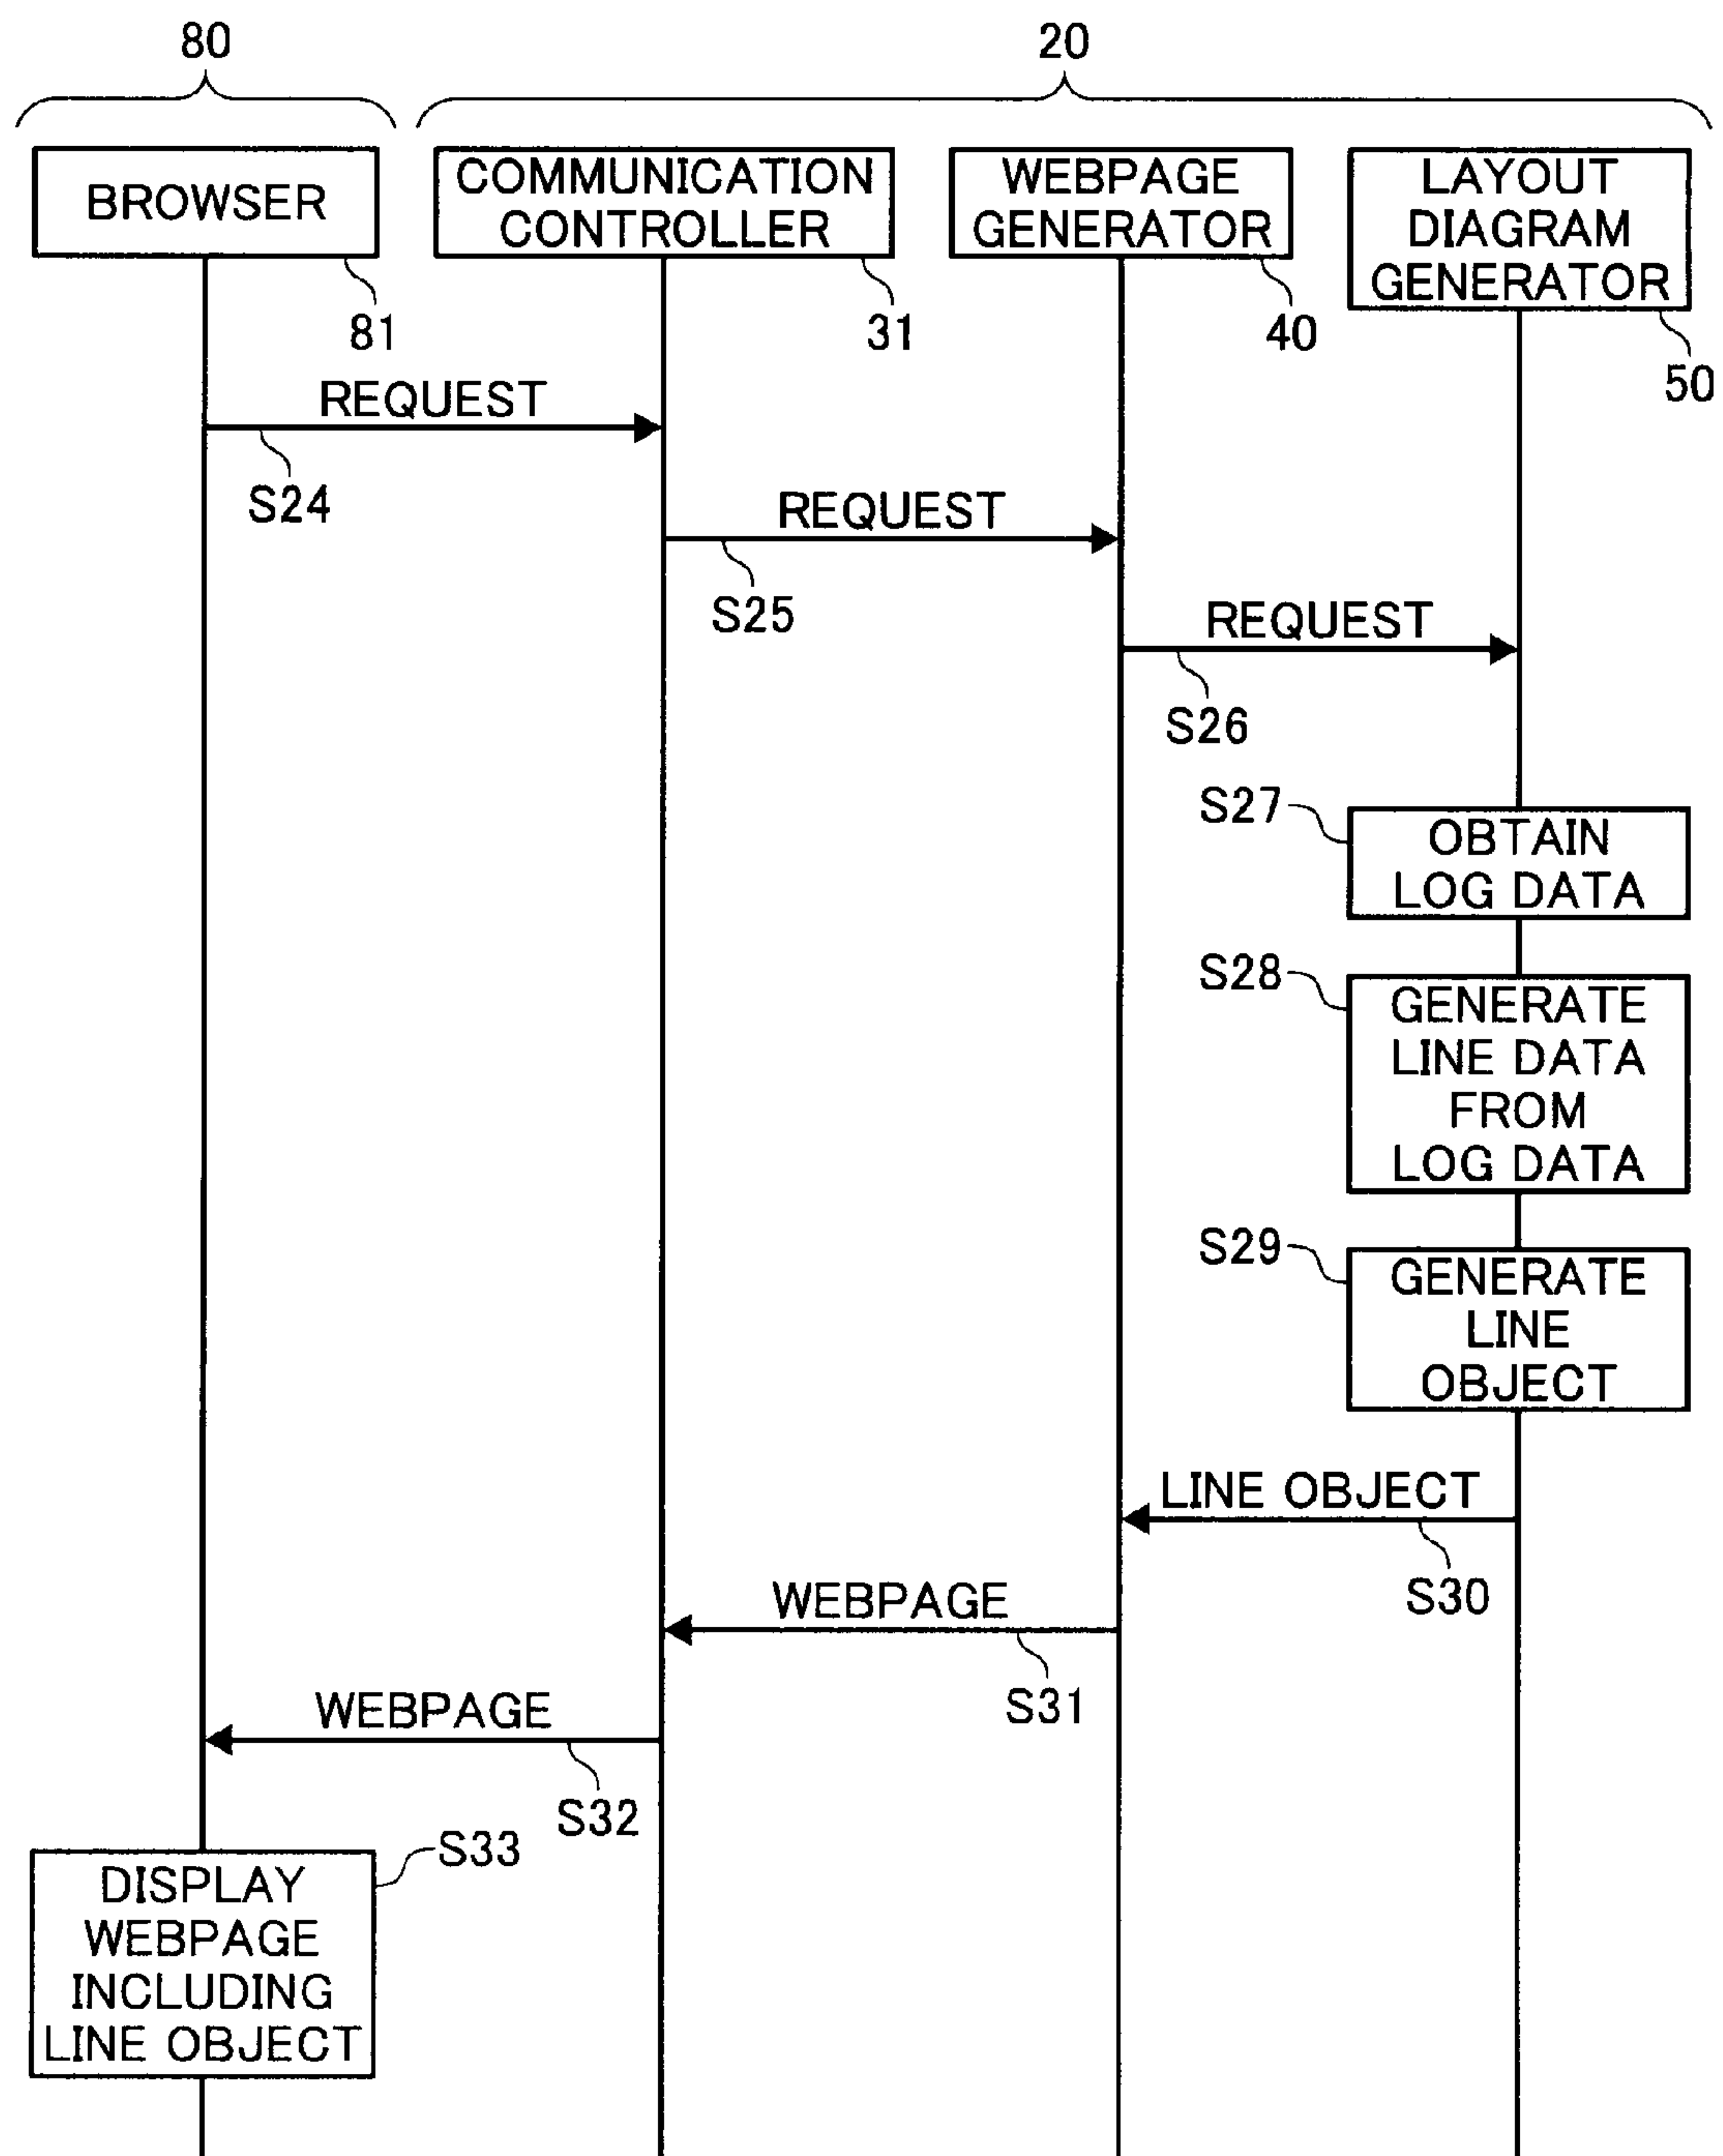 80
20
BROWSER
COMMUNICATION
CONTROLLER
WEBPAGE
GENERATOR
LAYOUT
DIAGRAM
GENERATOR
81
31
40
50
REQUEST
S24
REQUEST
S25
REQUEST
S26
S27
OBTAIN
LOG DATA
S28
GENERATE
LINE DATA
FROM
LOG DATA
S29
GENERATE
LINE
OBJECT
LINE OBJECT
S30
WEBPAGE
S31
WEBPAGE
S32
S33
DISPLAY
WEBPAGE
INCLUDING
LINE OBJECT